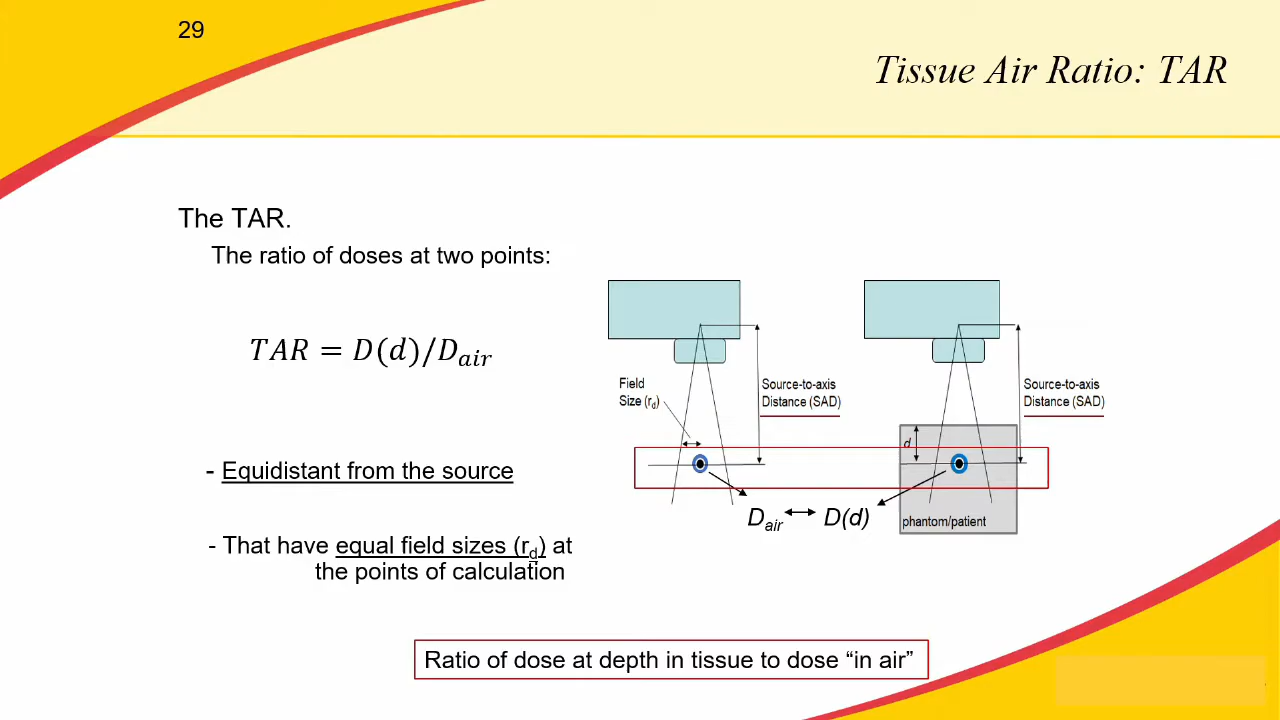 29
Tissue Air Ratio: TAR
The TAR.
The ratio of doses at two points:
TAR = D(d)/D_air
- Equidistant from the source
- That have equal field sizes (r_d) at
the points of calculation
Field
Size (r_d)
Source-to-axis
Distance (SAD)
Source-to-axis
Distance (SAD)
d
D_air
D(d)
phantom/patient
Ratio of dose at depth in tissue to dose “in air”